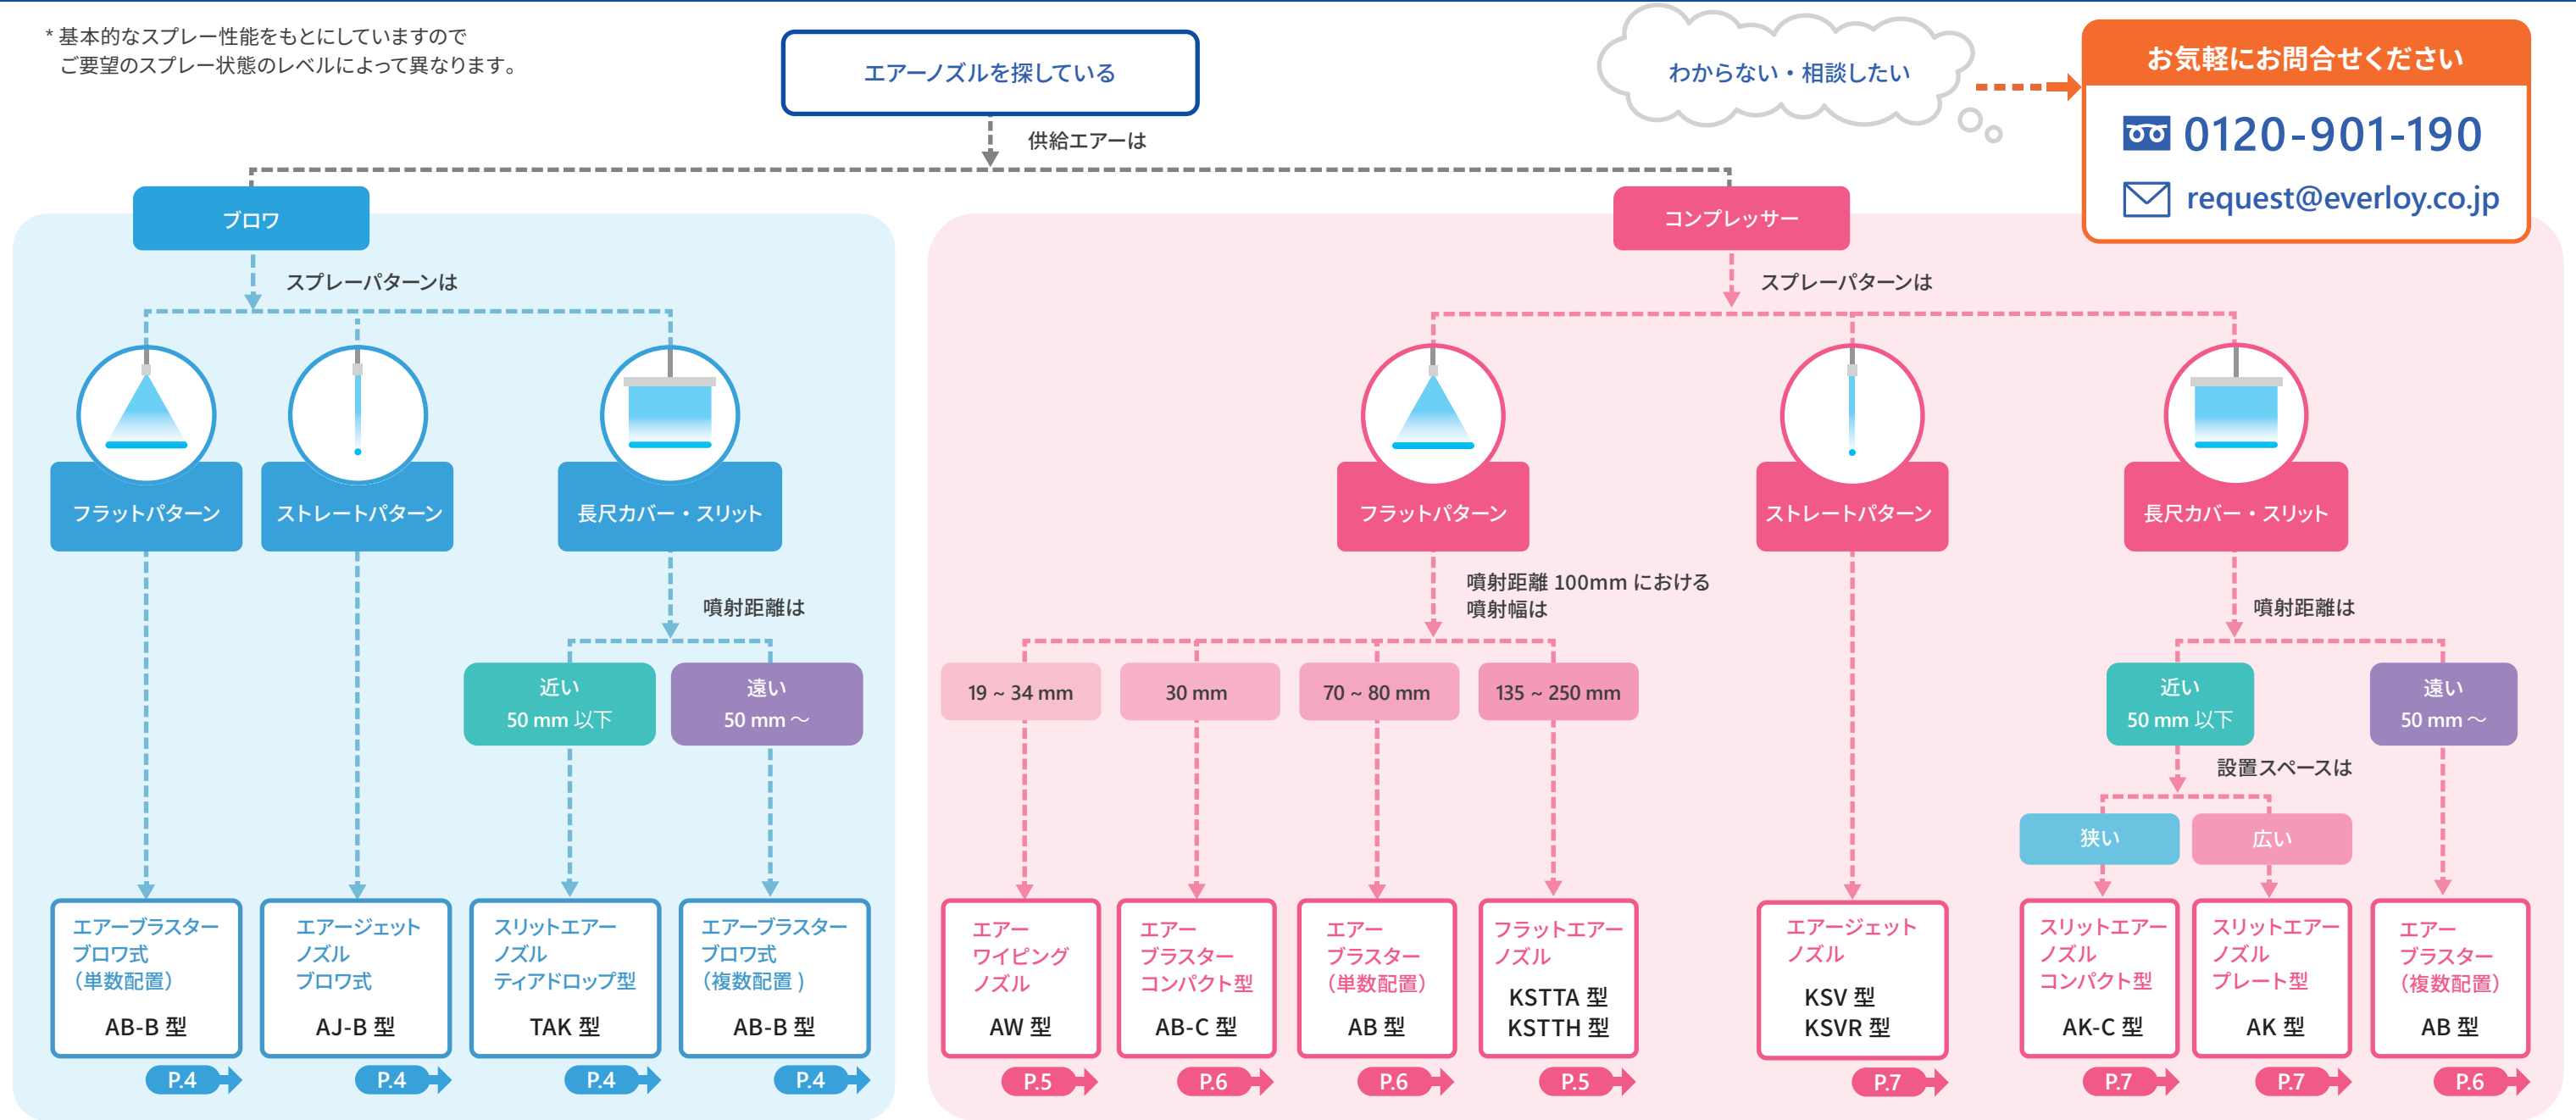 * 基本的なスプレー性能をもとにしていますので
ご要望のスプレー状態のレベルによって異なります。
エアーノズルを探している
わからない・相談したい
お気軽にお問合せください
0120-901-190
request@everloy.co.jp
供給エアーは
ブロワ
スプレーパターンは
フラットパターン
ストレートパターン
長尺カバー・スリット
噴射距離は
近い
50 mm 以下
遠い
50 mm ～
エアーブラスター
ブロワ式
（単数配置）
AB-B 型
P.4
エアージェット
ノズル
ブロワ式
AJ-B 型
P.4
スリットエアー
ノズル
ティアドロップ型
TAK 型
P.4
エアーブラスター
ブロワ式
（複数配置 )
AB-B 型
P.4
コンプレッサー
スプレーパターンは
フラットパターン
ストレートパターン
長尺カバー・スリット
噴射距離 100mm における
噴射幅は
19 ~ 34 mm
30 mm
70 ~ 80 mm
135 ~ 250 mm
噴射距離は
近い
50 mm 以下
遠い
50 mm ～
設置スペースは
狭い
広い
エアー
ワイピング
ノズル
AW 型
P.5
エアー
ブラスター
コンパクト型
AB-C 型
P.6
エアー
ブラスター
（単数配置）
AB 型
P.6
フラットエアー
ノズル
KSTTA 型
KSTTH 型
P.5
エアージェット
ノズル
KSV 型
KSVR 型
P.7
スリットエアー
ノズル
コンパクト型
AK-C 型
P.7
スリットエアー
ノズル
プレート型
AK 型
P.7
エアー
ブラスター
（複数配置）
AB 型
P.6